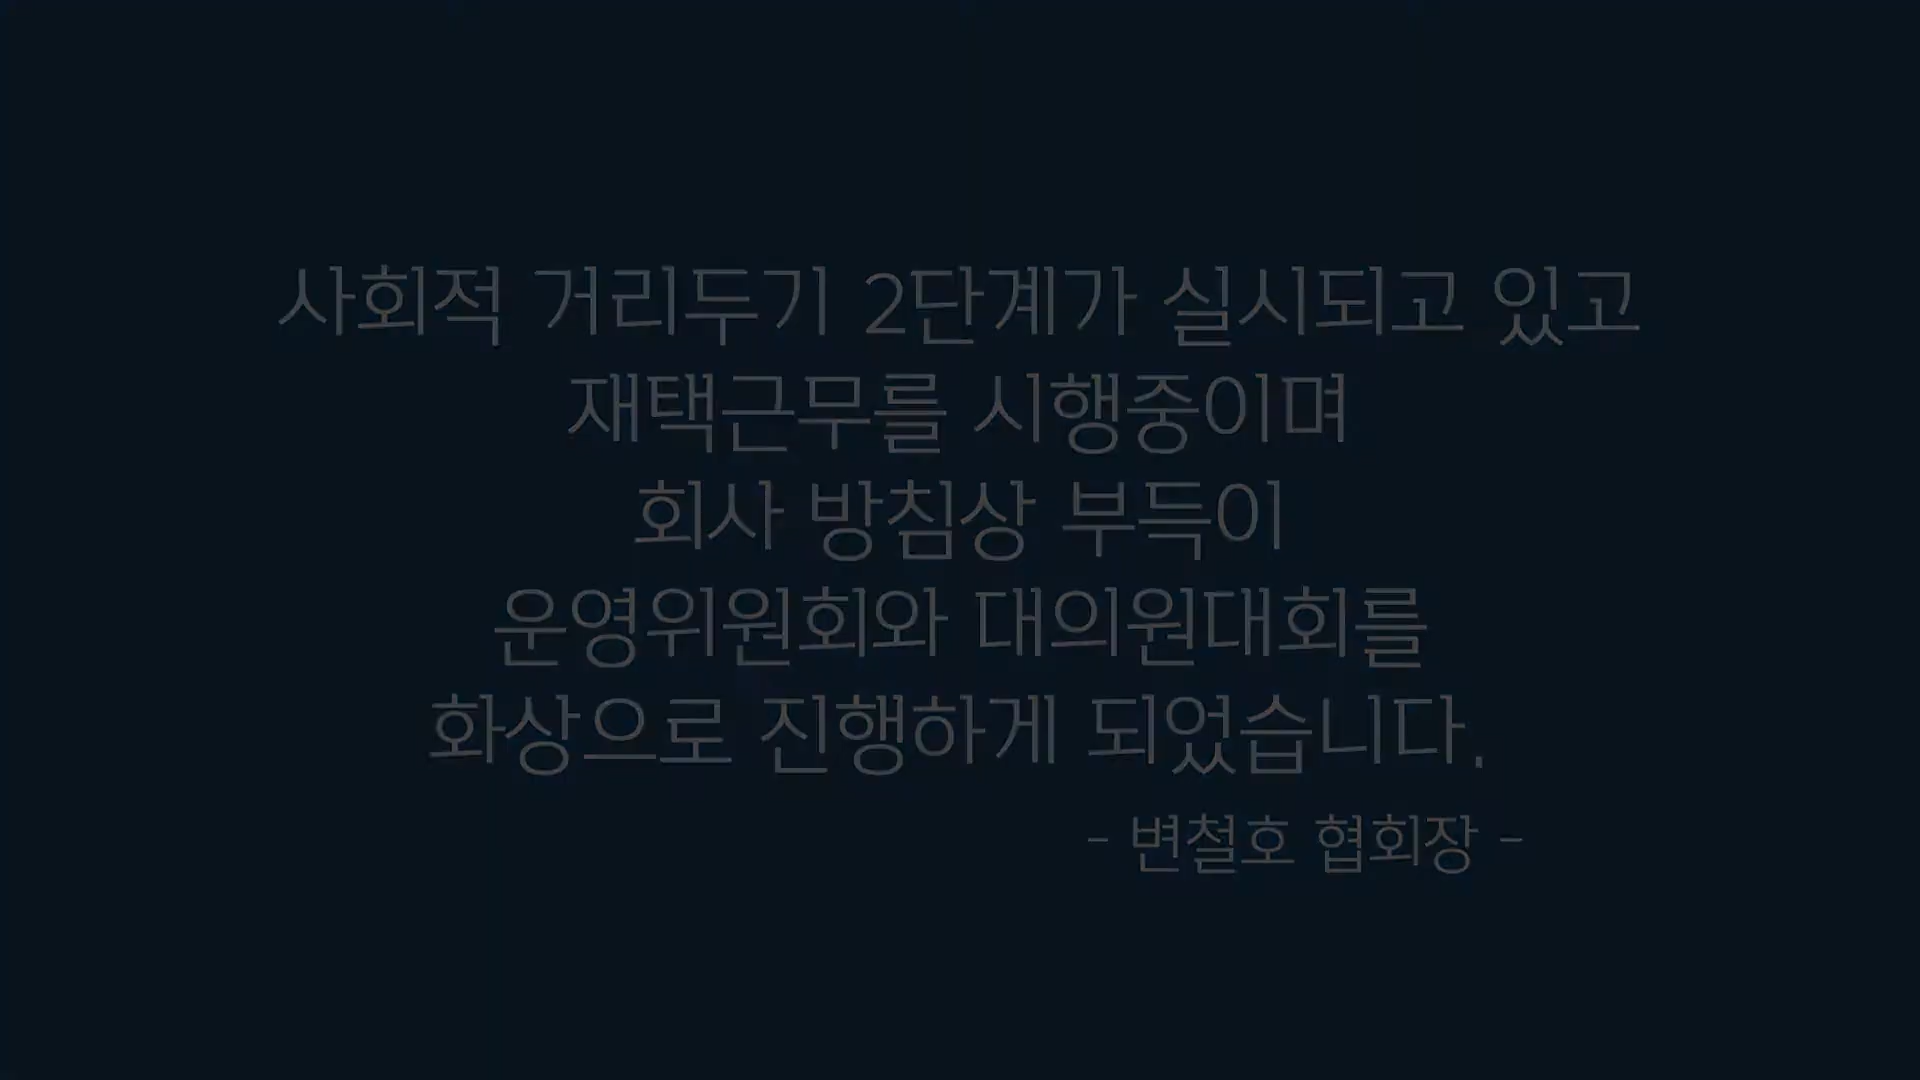 사회적 거리두기 2단계가 실시되고 있고
재택근무를 시행중이며
회사 방침상 부득이
운영위원회와 대의원대회를
화상으로 진행하게 되었습니다.
- 변철호 협회장 -